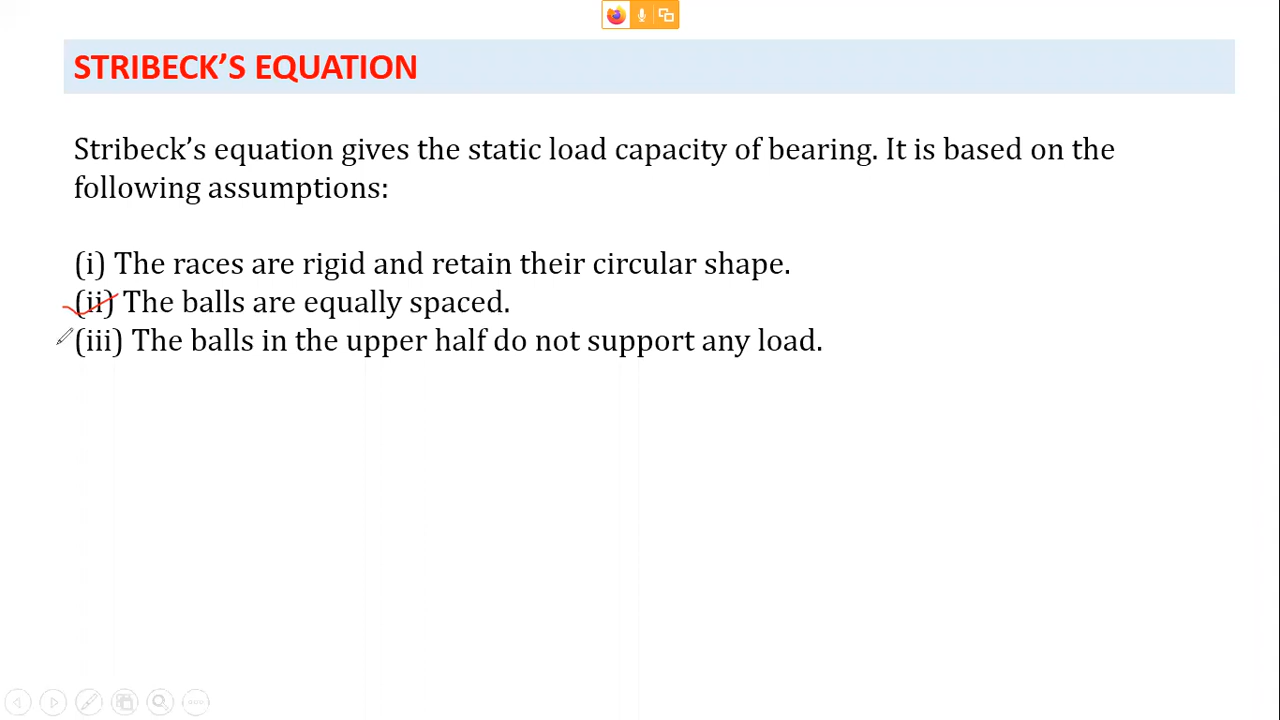 STRIBECK’S EQUATION
Stribeck’s equation gives the static load capacity of bearing. It is based on the
following assumptions:
(i) The races are rigid and retain their circular shape.
(ii) The balls are equally spaced.
(iii) The balls in the upper half do not support any load.